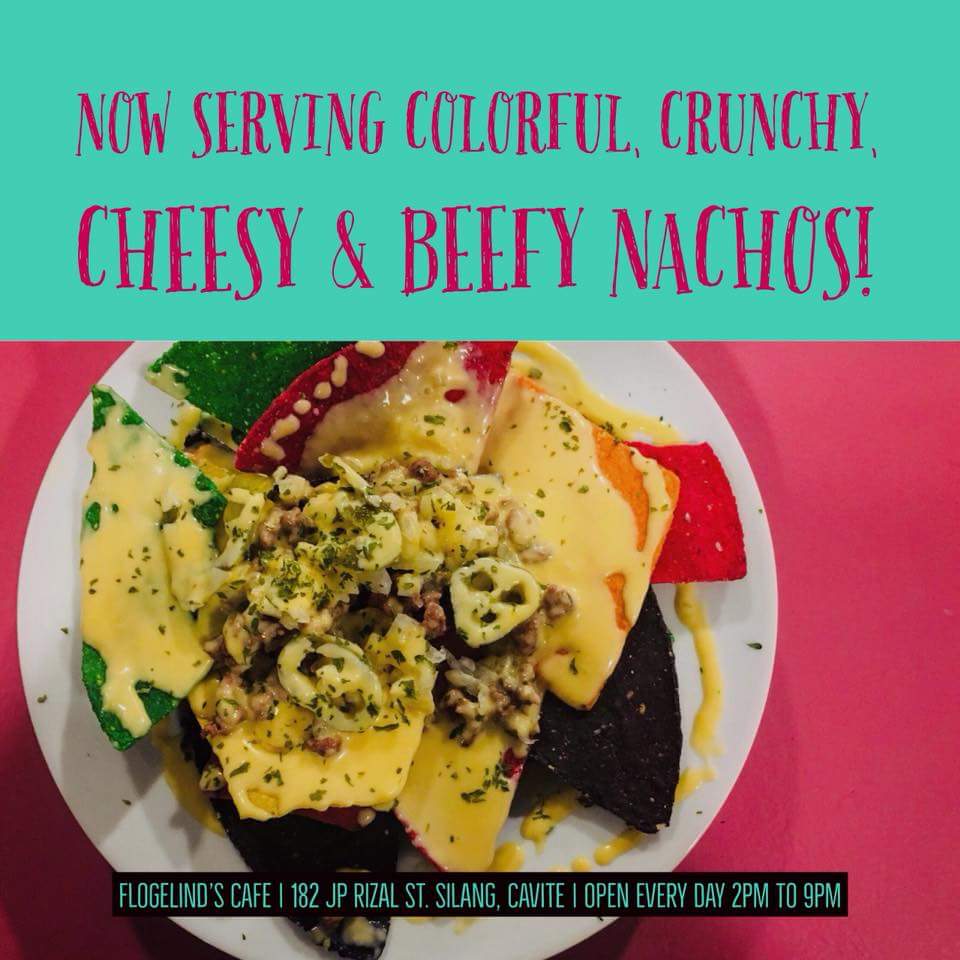 NOW SERVING COLORFUL, CRUNCHY,
CHEESY & BEEFY NACHOS!
FLOGELIND'S CAFE | 182 JP RIZAL ST. SILANG, CAVITE | OPEN EVERY DAY 2PM TO 9PM